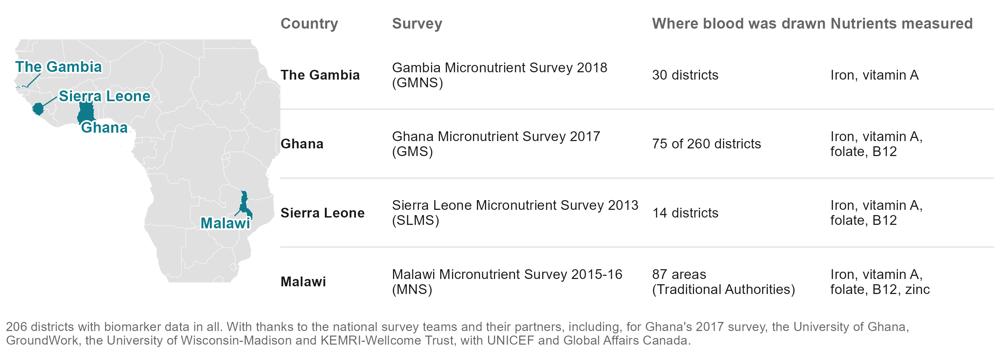 Country Survey Where blood was drawn Nutrients measured
The Gambia
Sierra Leone
Ghana
Malawi
The Gambia
Gambia Micronutrient Survey 2018
(GMNS)
30 districts
Iron, vitamin A
Ghana
Ghana Micronutrient Survey 2017
(GMS)
75 of 260 districts
Iron, vitamin A,
folate, B12
Sierra Leone
Sierra Leone Micronutrient Survey 2013
(SLMS)
14 districts
Iron, vitamin A,
folate, B12
Malawi
Malawi Micronutrient Survey 2015-16
(MNS)
87 areas
(Traditional Authorities)
Iron, vitamin A,
folate, B12, zinc
206 districts with biomarker data in all. With thanks to the national survey teams and their partners, including, for Ghana's 2017 survey, the University of Ghana,
GroundWork, the University of Wisconsin-Madison and KEMRI-Wellcome Trust, with UNICEF and Global Affairs Canada.